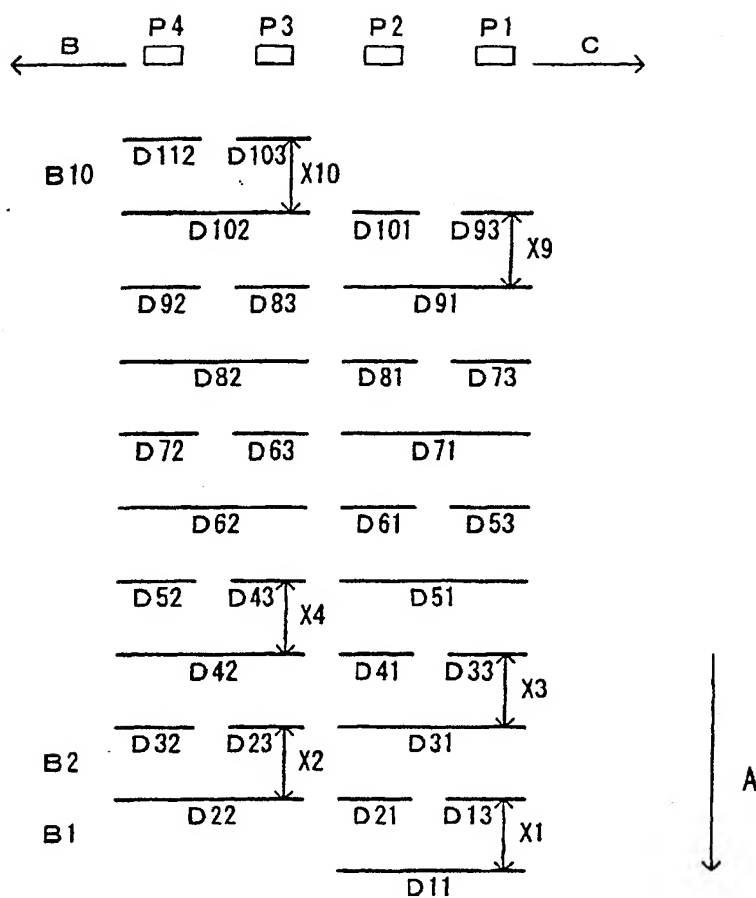 P4 P3 P2 P1
B C
D112 D103
B10 X10
D102 D101 D93
X9
D92 D83 D91
D82 D81 D73
D72 D63 D71
D62 D61 D53
D52 D43 D51
X4
D42 D41 D33
X3
D32 D23 D31
B2 X2
A
D22 D21 D13
B1 X1
D11